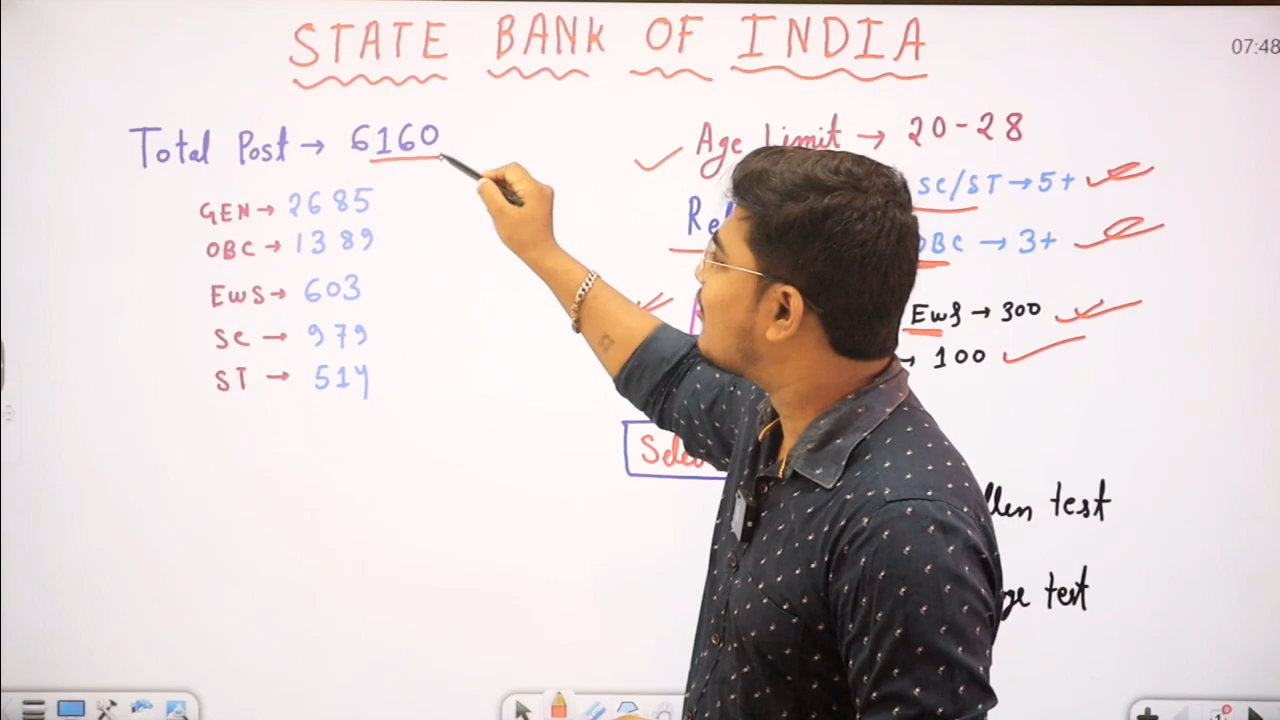 STATE BANK OF INDIA
07:48
Total Post → 6160
GEN → 2685
OBC → 1389
EWS → 603
SC → 979
ST → 514
Age Limit → 20-28
SC/ST → 5+
OBC → 3+
EWS → 300
→ 100
test
test